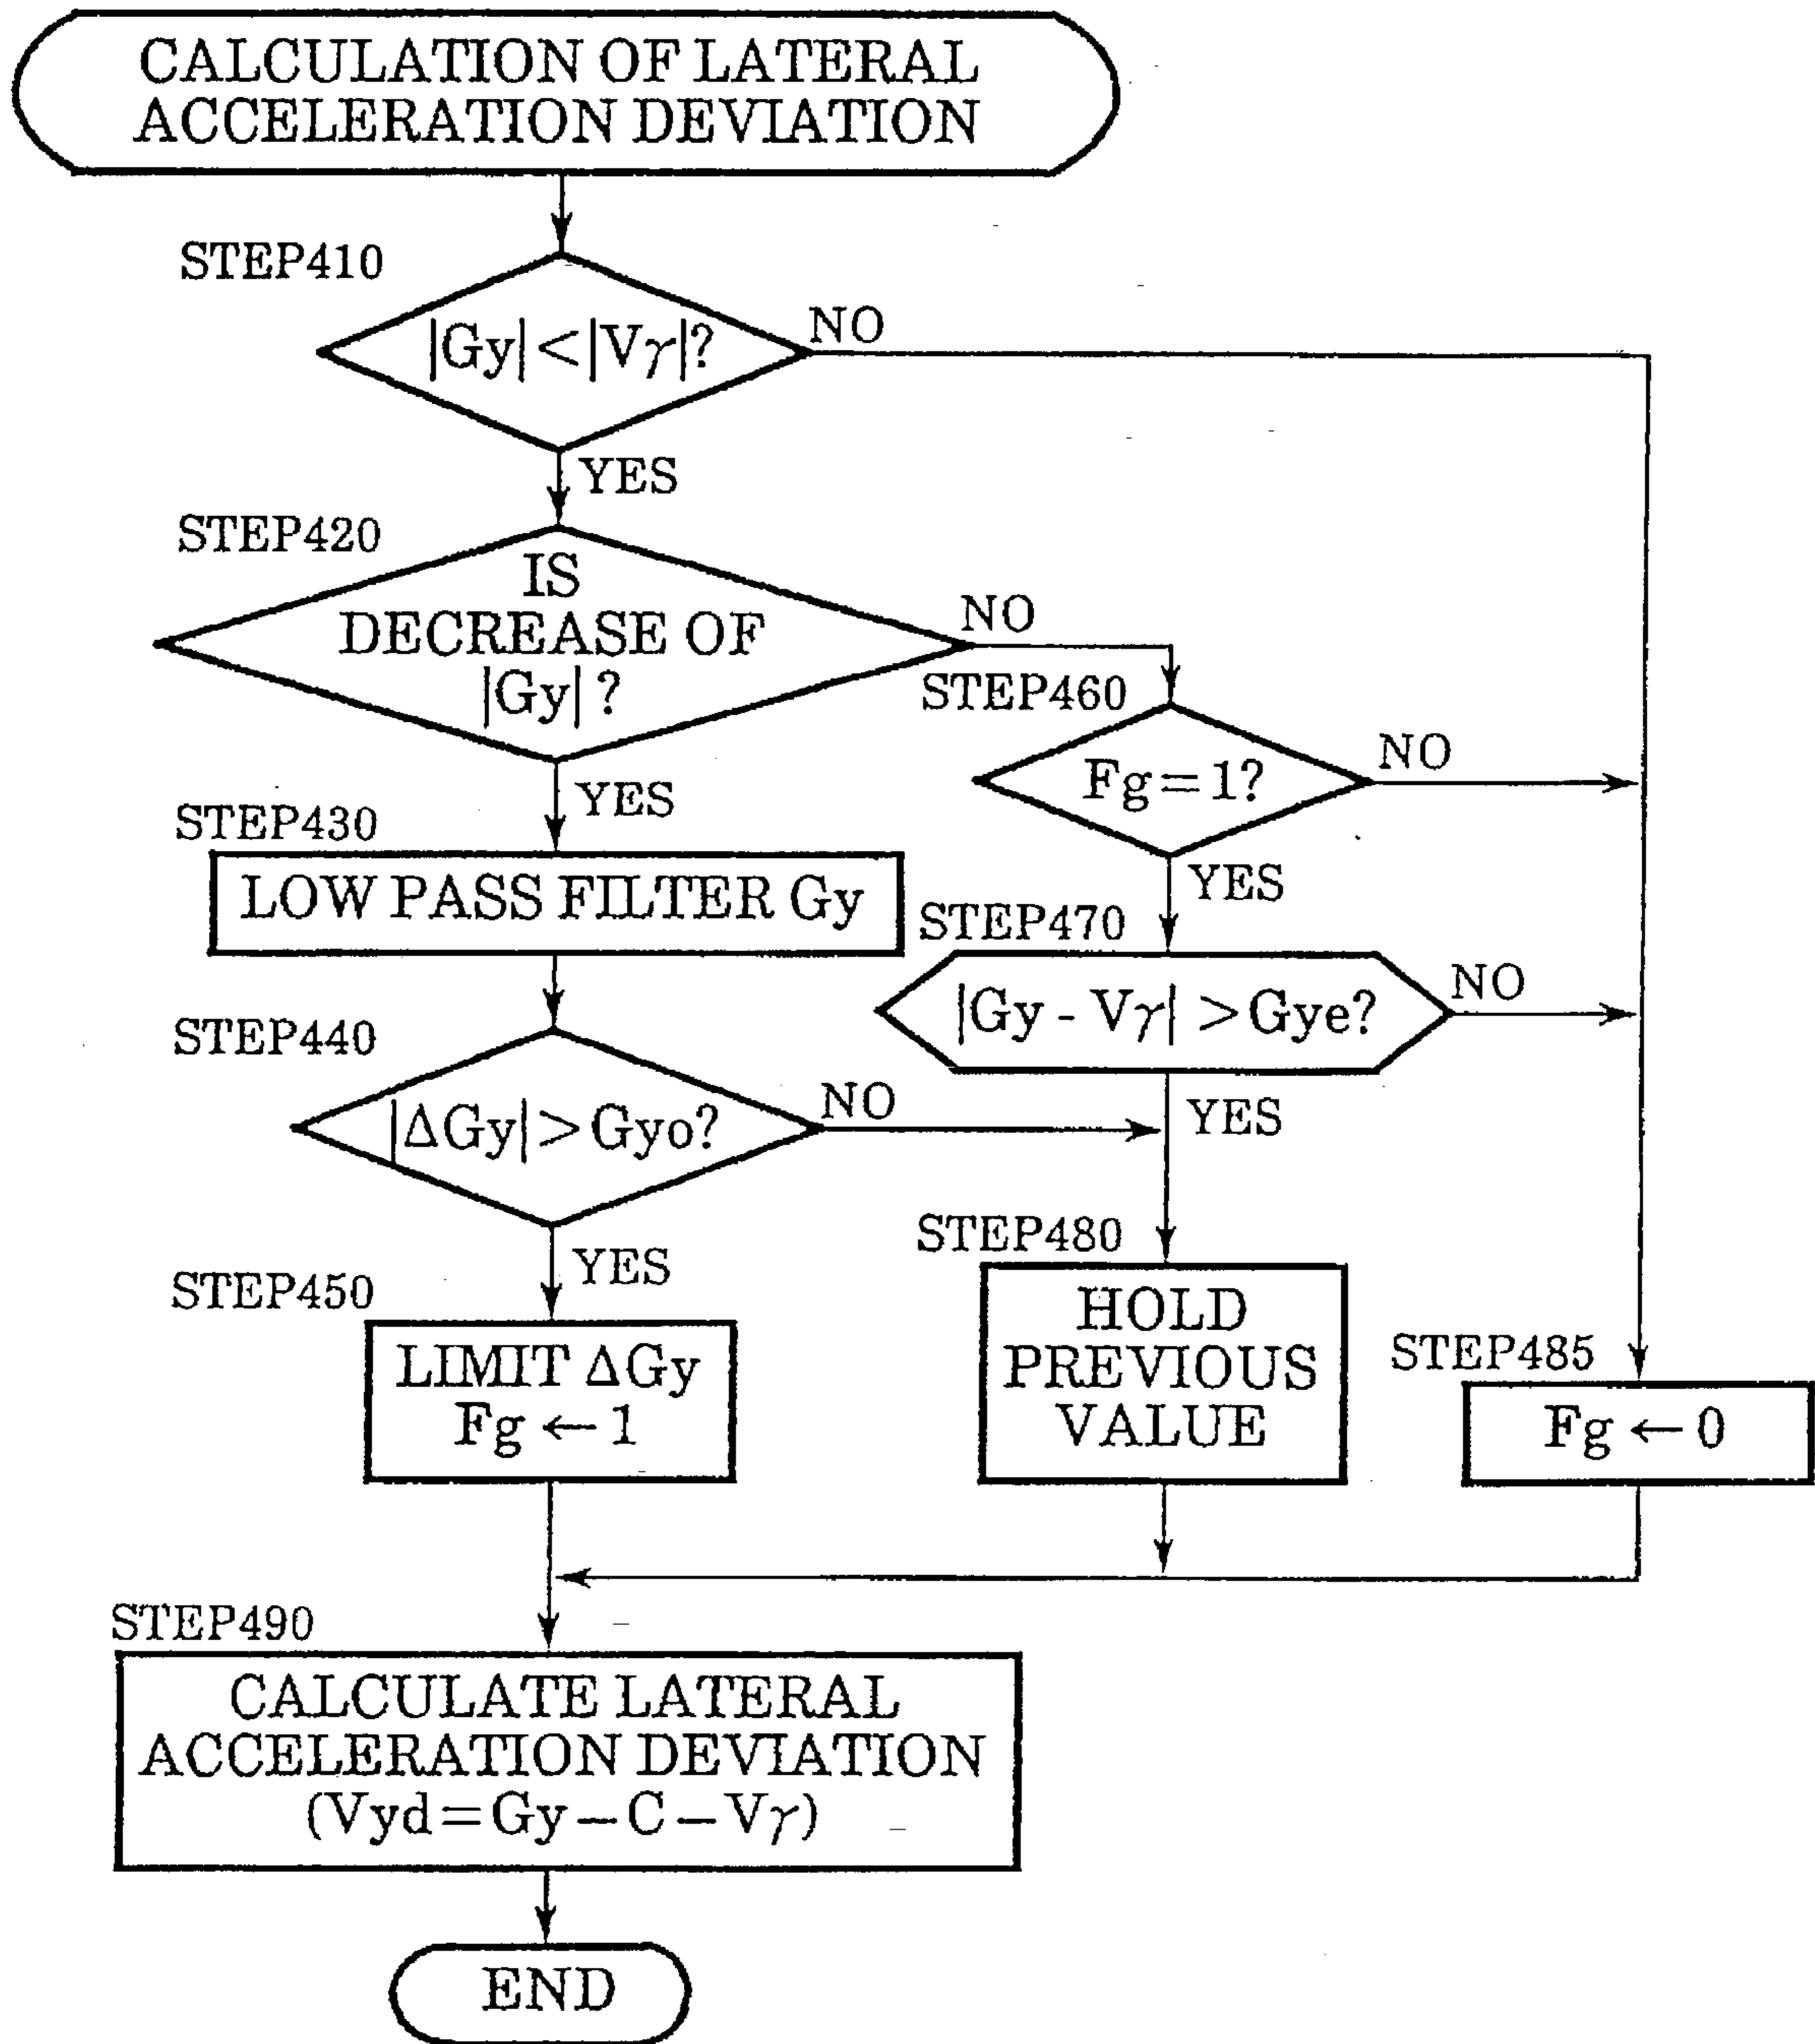 CALCULATION OF LATERAL
ACCELERATION DEVIATION
STEP410
|Gy|<|Vγ|?
NO
YES
STEP420
IS
DECREASE OF
|Gy| ?
NO
YES
STEP460
Fg=1?
NO
YES
STEP430
LOW PASS FILTER Gy
STEP470
|Gy - Vγ| >Gye?
NO
YES
STEP440
|ΔGy|>Gyo?
NO
YES
STEP450
LIMIT ΔGy
Fg ← 1
STEP480
HOLD
PREVIOUS
VALUE
STEP485
Fg ← 0
STEP490
CALCULATE LATERAL
ACCELERATION DEVIATION
(Vyd=Gy−C−Vγ)
END